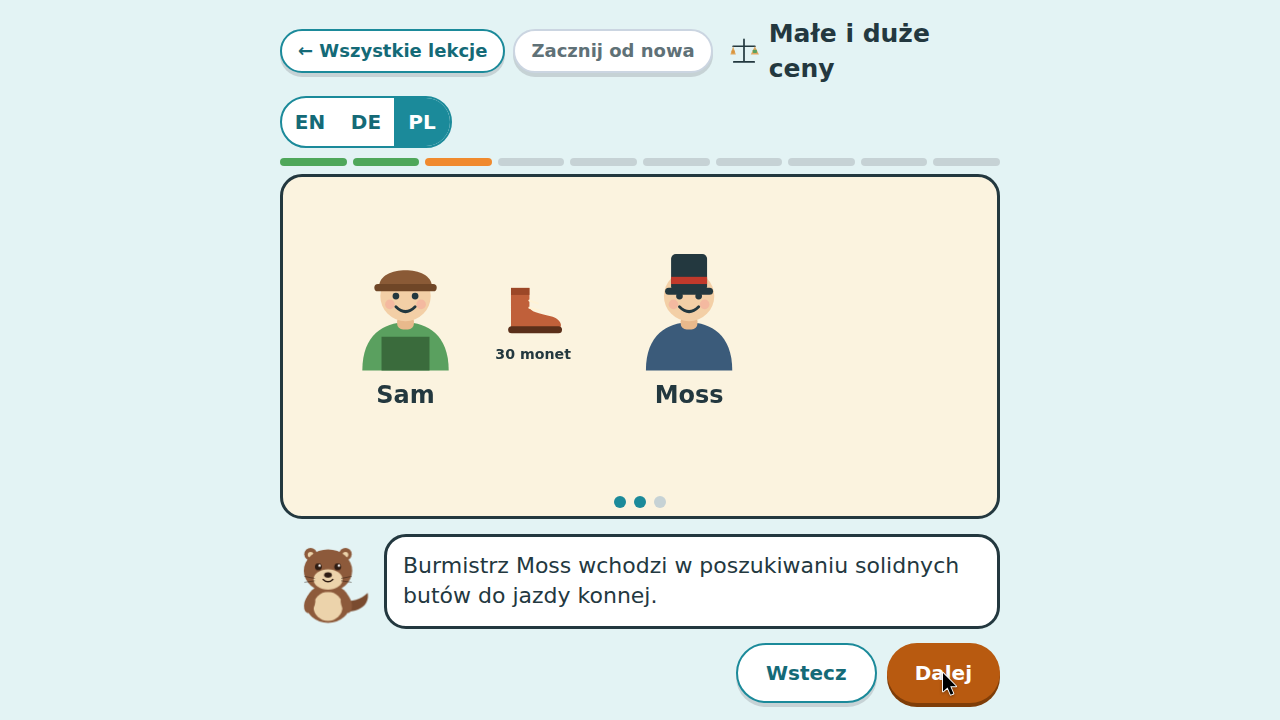 ← Wszystkie lekcje
Zacznij od nowa
Małe i duże
ceny
EN DE PL
30 monet
Sam
Moss
Burmistrz Moss wchodzi w poszukiwaniu solidnych
butów do jazdy konnej.
Wstecz
Dalej